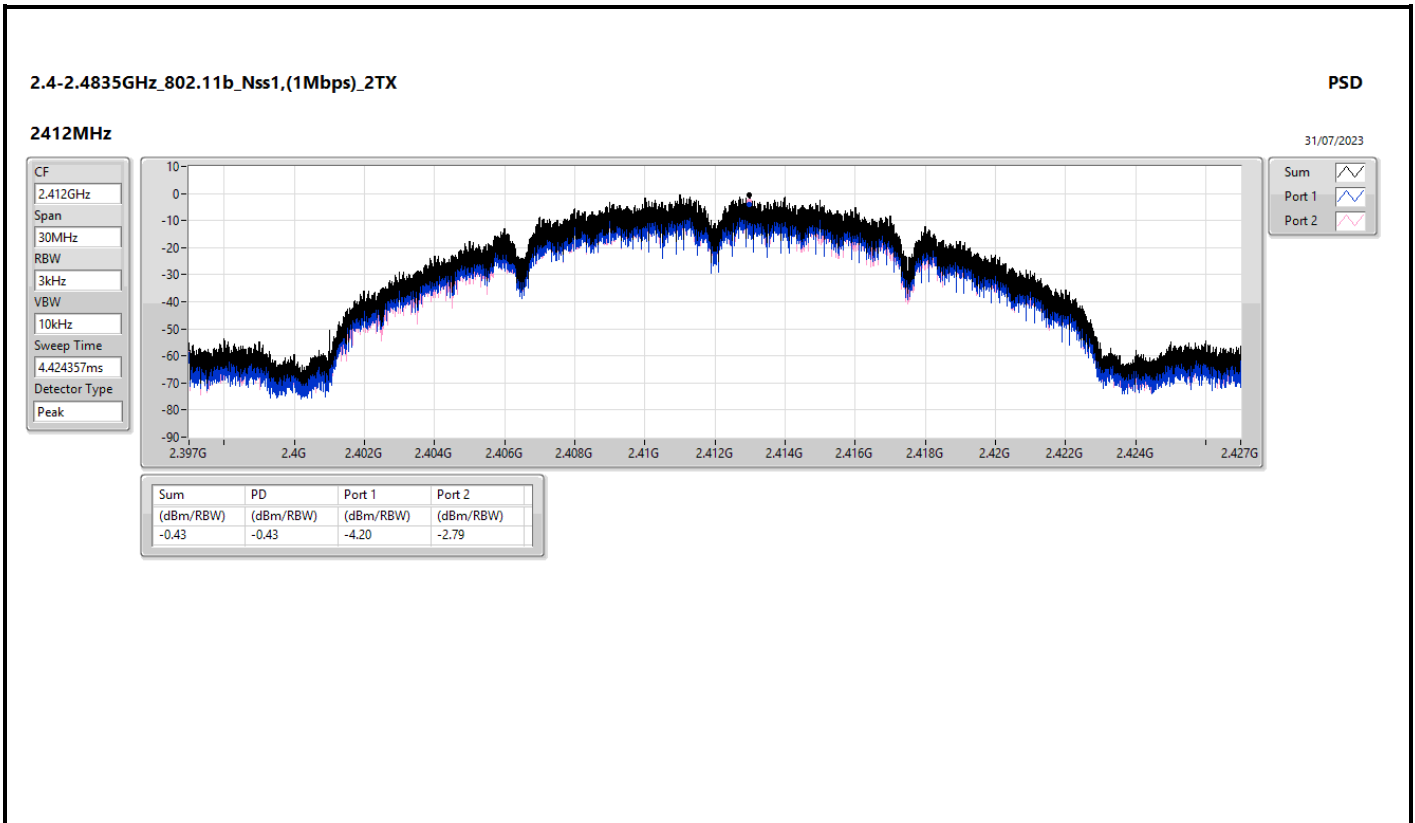 2.4-2.4835GHz_802.11b_Nss1,(1Mbps)_2TX
PSD
2412MHz
31/07/2023
CF
2.412GHz
Span
30MHz
RBW
3kHz
VBW
10kHz
Sweep Time
4.424357ms
Detector Type
Peak
10
0
-10
-20
-30
-40
-50
-60
-70
-80
-90
2.397G 2.4G 2.402G 2.404G 2.406G 2.408G 2.41G 2.412G 2.414G 2.416G 2.418G 2.42G 2.422G 2.424G 2.427G
Sum
Port 1
Port 2
Sum PD Port 1 Port 2
(dBm/RBW) (dBm/RBW) (dBm/RBW) (dBm/RBW)
-0.43 -0.43 -4.20 -2.79